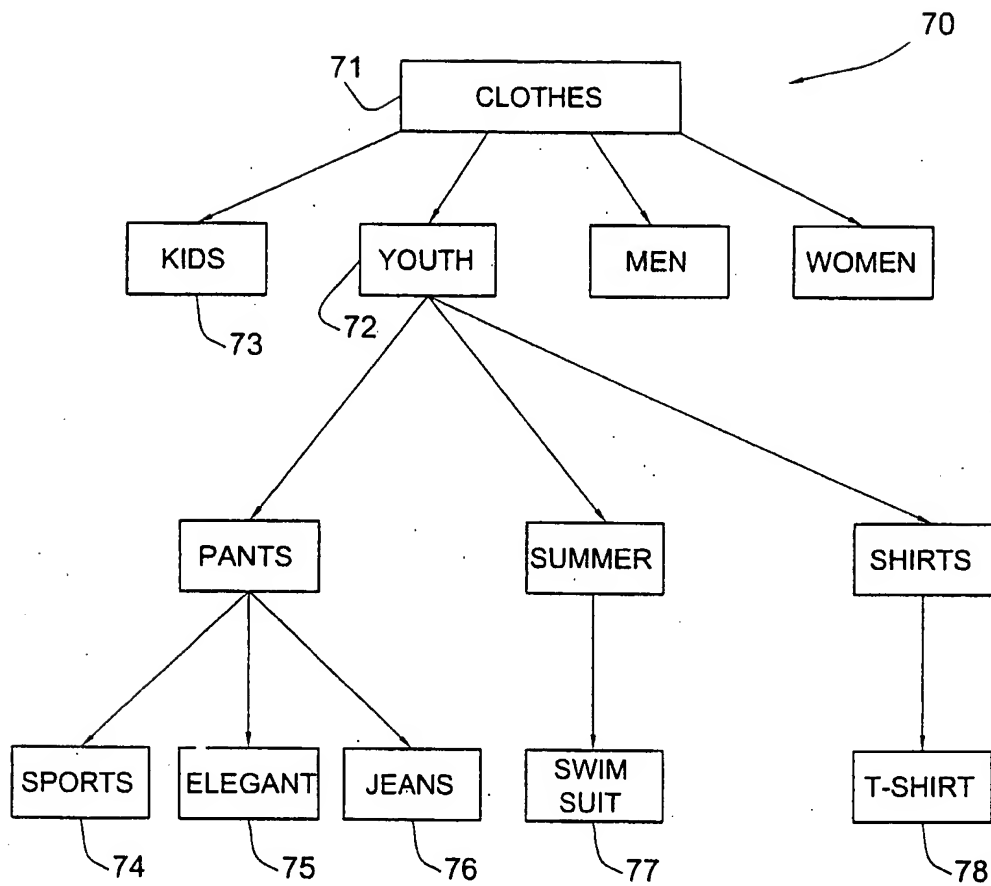 70
71
CLOTHES
KIDS
YOUTH
MEN
WOMEN
73
72
PANTS
SUMMER
SHIRTS
SPORTS
ELEGANT
JEANS
SWIM
SUIT
T-SHIRT
74
75
76
77
78